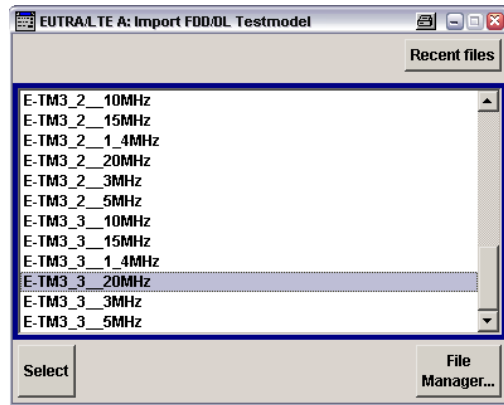 EUTRA/LTE A: Import FDD/DL Testmodel
Recent files
E-TM3_2__10MHz
E-TM3_2__15MHz
E-TM3_2__1_4MHz
E-TM3_2__20MHz
E-TM3_2__3MHz
E-TM3_2__5MHz
E-TM3_3__10MHz
E-TM3_3__15MHz
E-TM3_3__1_4MHz
E-TM3_3__20MHz
E-TM3_3__3MHz
E-TM3_3__5MHz
Select
File
Manager...